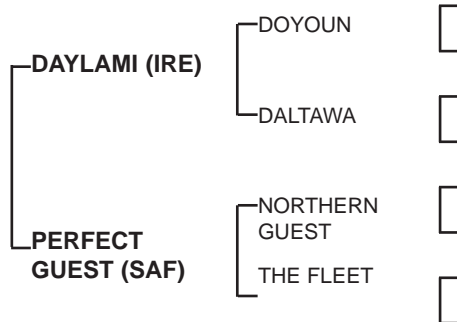 DOYOUN
DAYLAMI (IRE)
DALTAWA
NORTHERN
GUEST
PERFECT
GUEST (SAF)
THE FLEET